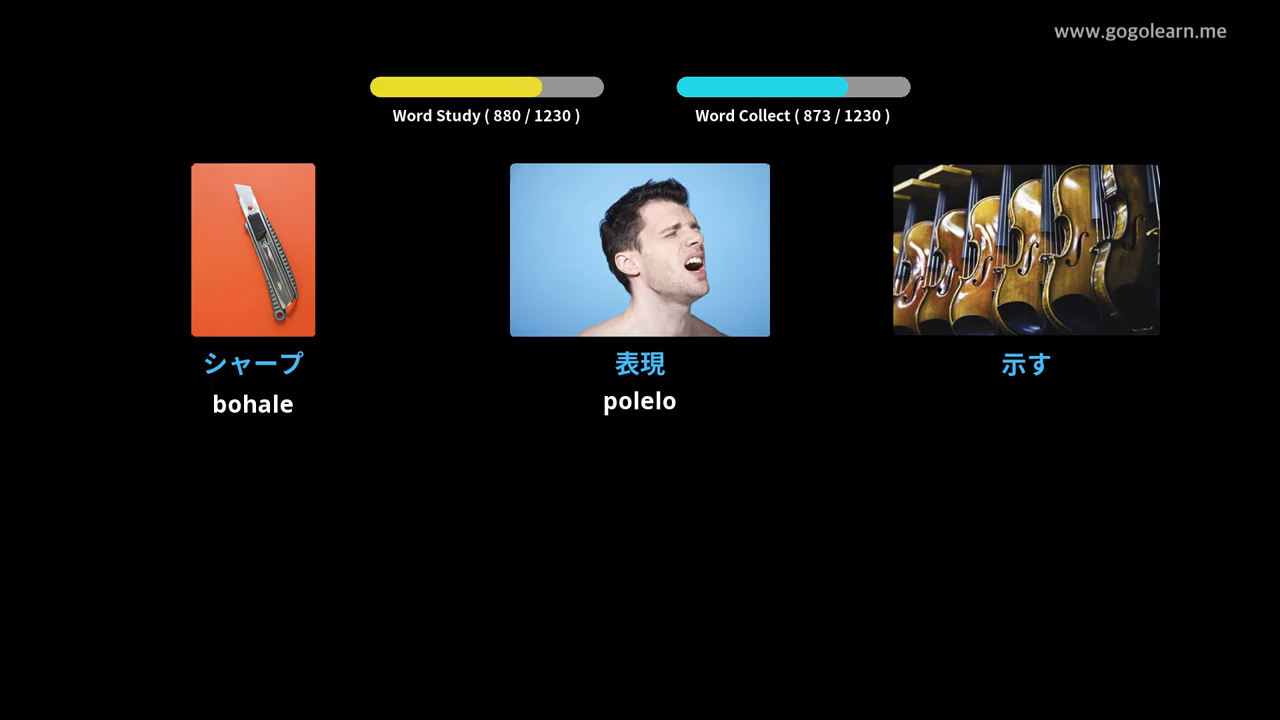 www.gogolearn.me
Word Study ( 880 / 1230 )
Word Collect ( 873 / 1230 )
シャープ
表現
示す
bohale
polelo